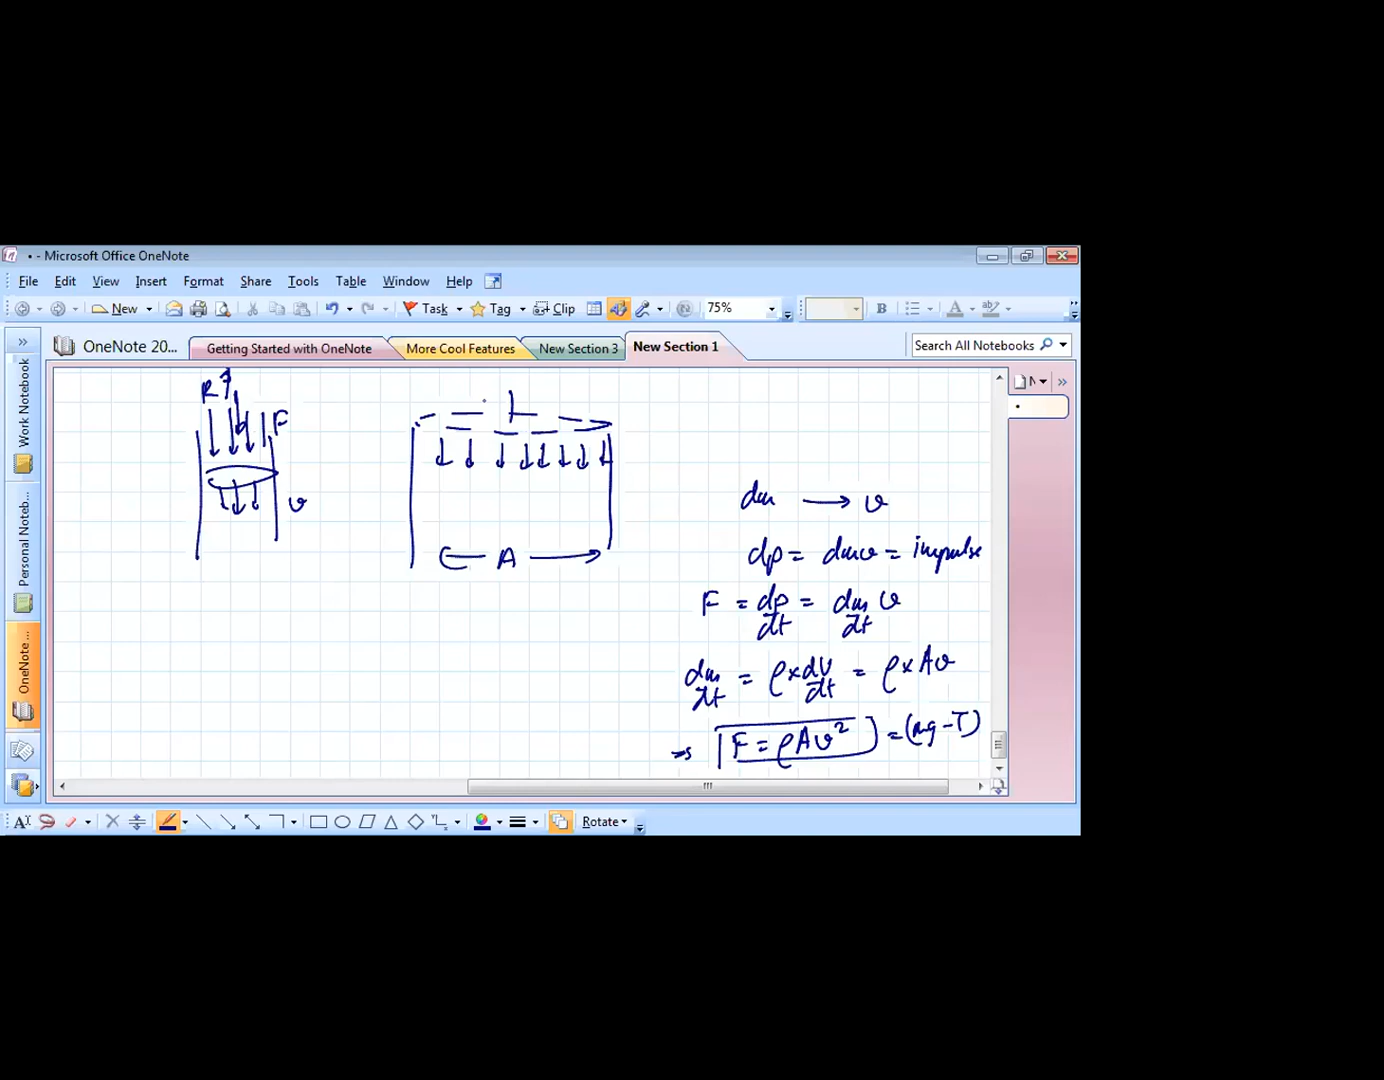 • - Microsoft Office OneNote
File Edit View Insert Format Share Tools Table Window Help
New Task Tag Clip 75% B A ab
OneNote 20... Getting Started with OneNote More Cool Features New Section 3 New Section 1 Search All Notebooks
Work Notebook
Personal Noteb...
OneNote ...
F
v
A
dm → v
dp = dmv = impulse
F = dp/dt = dm/dt v
dm/dt = ρ × dV/dt = ρ × Av
⇒ F = ρAv² = (mg - T)
Rotate